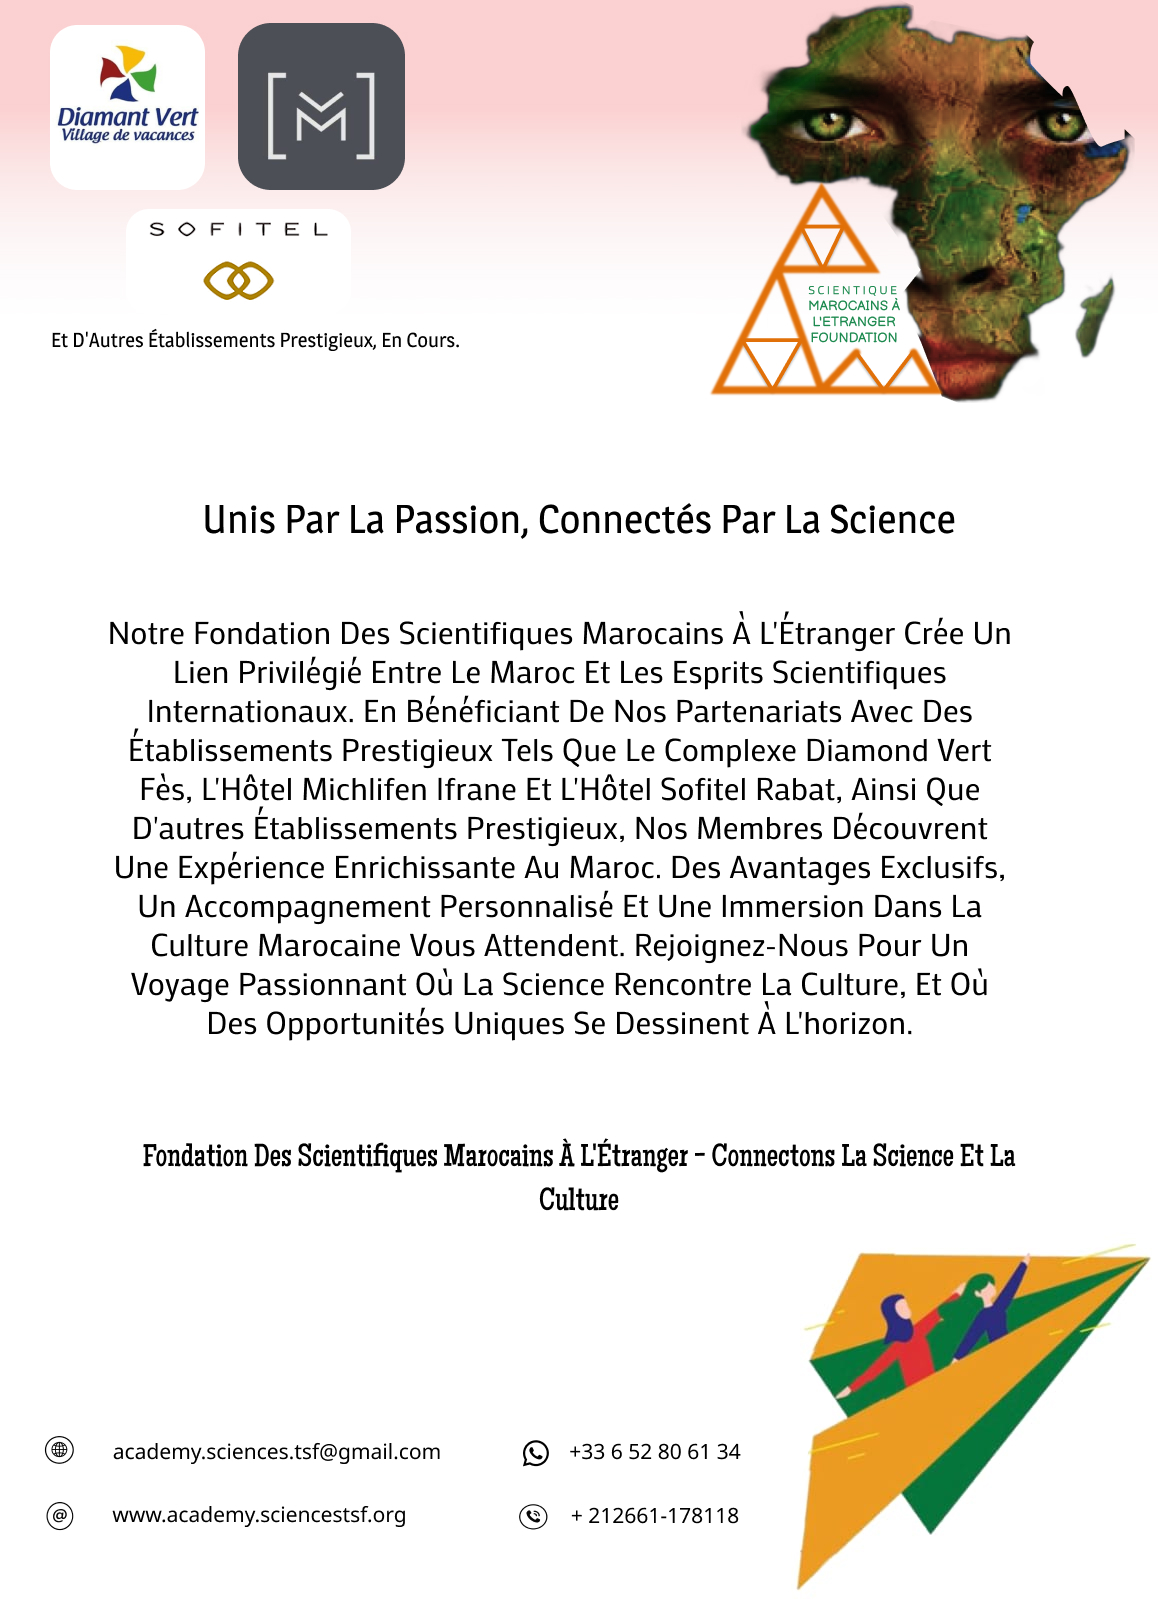 Diamant Vert
Village de vacances
[M]
SOFITEL
Et D'Autres Établissements Prestigieux, En Cours.
SCIENTIQUE
MAROCAINS À
L'ETRANGER
FOUNDATION
Unis Par La Passion, Connectés Par La Science
Notre Fondation Des Scientifiques Marocains À L'Étranger Crée Un
Lien Privilégié Entre Le Maroc Et Les Esprits Scientifiques
Internationaux. En Bénéficiant De Nos Partenariats Avec Des
Établissements Prestigieux Tels Que Le Complexe Diamond Vert
Fès, L'Hôtel Michlifen Ifrane Et L'Hôtel Sofitel Rabat, Ainsi Que
D'autres Établissements Prestigieux, Nos Membres Découvrent
Une Expérience Enrichissante Au Maroc. Des Avantages Exclusifs,
Un Accompagnement Personnalisé Et Une Immersion Dans La
Culture Marocaine Vous Attendent. Rejoignez-Nous Pour Un
Voyage Passionnant Où La Science Rencontre La Culture, Et Où
Des Opportunités Uniques Se Dessinent À L'horizon.
Fondation Des Scientifiques Marocains À L'Étranger - Connectons La Science Et La
Culture
academy.sciences.tsf@gmail.com
+33 6 52 80 61 34
www.academy.sciencestsf.org
+ 212661-178118